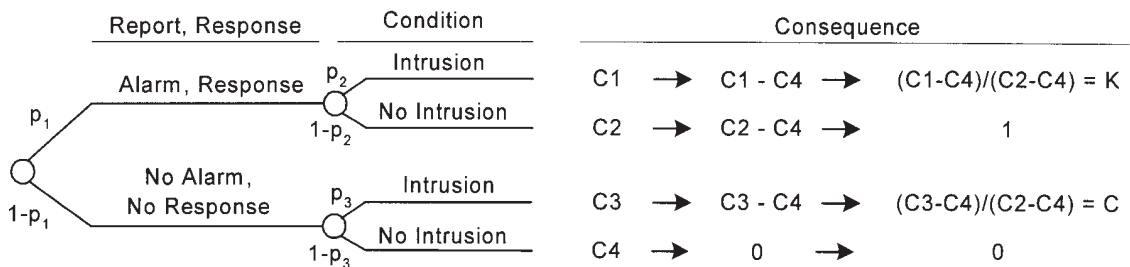 Report, Response Condition Consequence
p₁ Alarm, Response p₂ Intrusion C1 → C1 - C4 → (C1-C4)/(C2-C4) = K
1-p₂ No Intrusion C2 → C2 - C4 → 1
1-p₁ No Alarm,
No Response p₃ Intrusion C3 → C3 - C4 → (C3-C4)/(C2-C4) = C
1-p₃ No Intrusion C4 → 0 → 0